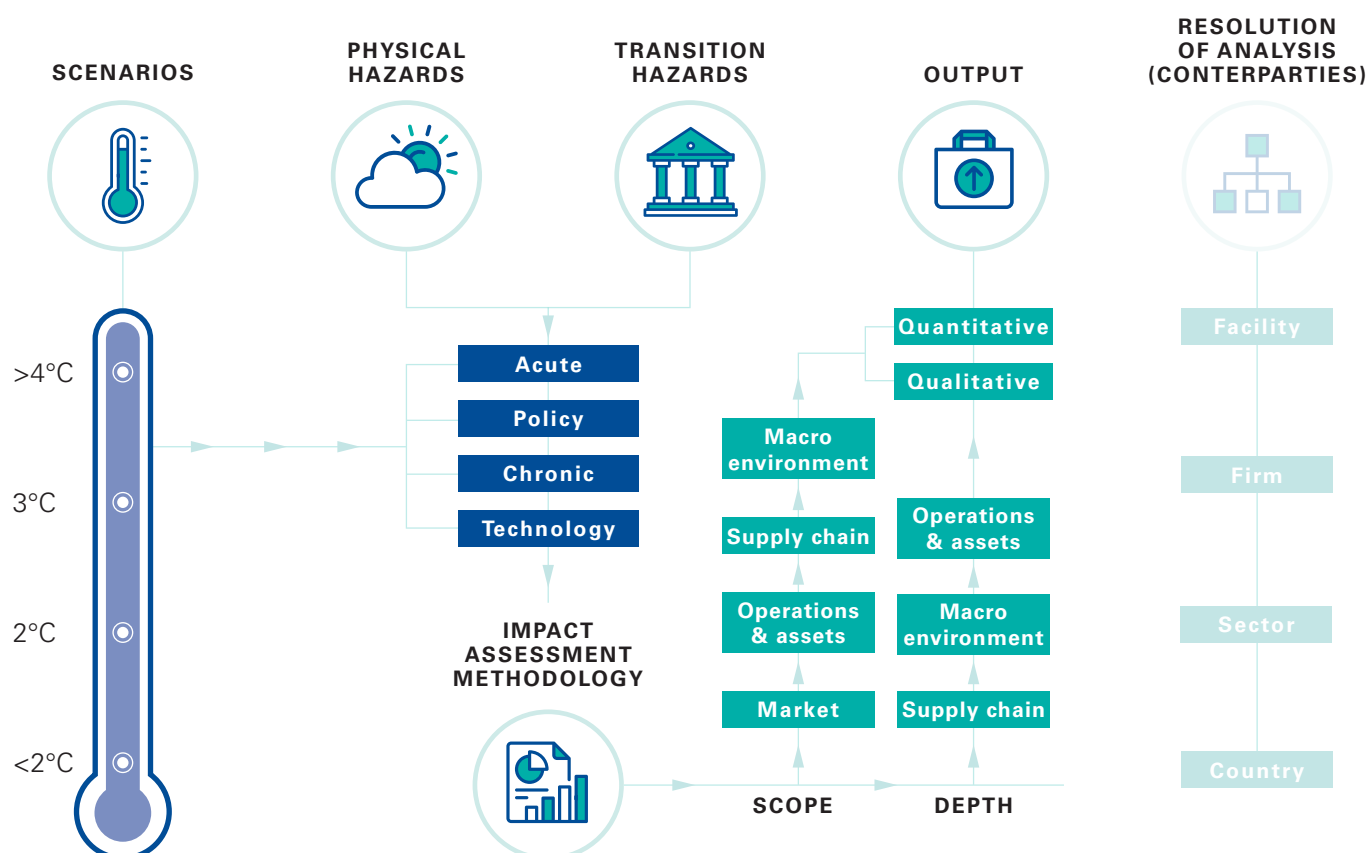 SCENARIOS
PHYSICAL
HAZARDS
TRANSITION
HAZARDS
OUTPUT
RESOLUTION
OF ANALYSIS
(CONTERPARTIES)
>4°C
3°C
2°C
<2°C
Acute
Policy
Chronic
Technology
IMPACT
ASSESSMENT
METHODOLOGY
Quantitative
Qualitative
Macro
environment
Supply chain
Operations
& assets
Market
SCOPE
Operations
& assets
Macro
environment
Supply chain
DEPTH
Facility
Firm
Sector
Country